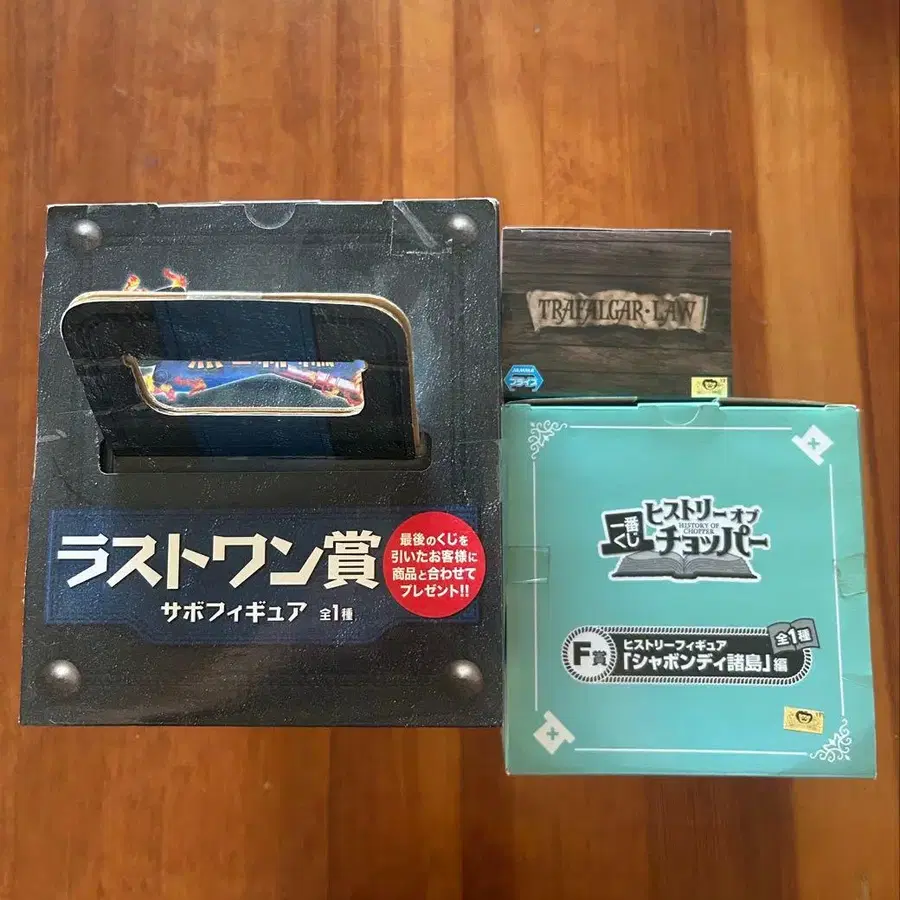 ラストワン賞
サボフィギュア 全1種
最後のくじを
引いたお客様に
商品と合わせて
プレゼント!!
TRAFALGAR・LAW
プライズ
一番くじ
ヒストリーオブ
HISTORY OF
CHOPPER
チョッパー
F賞
ヒストリーフィギュア
「シャボンディ諸島」編
全1種